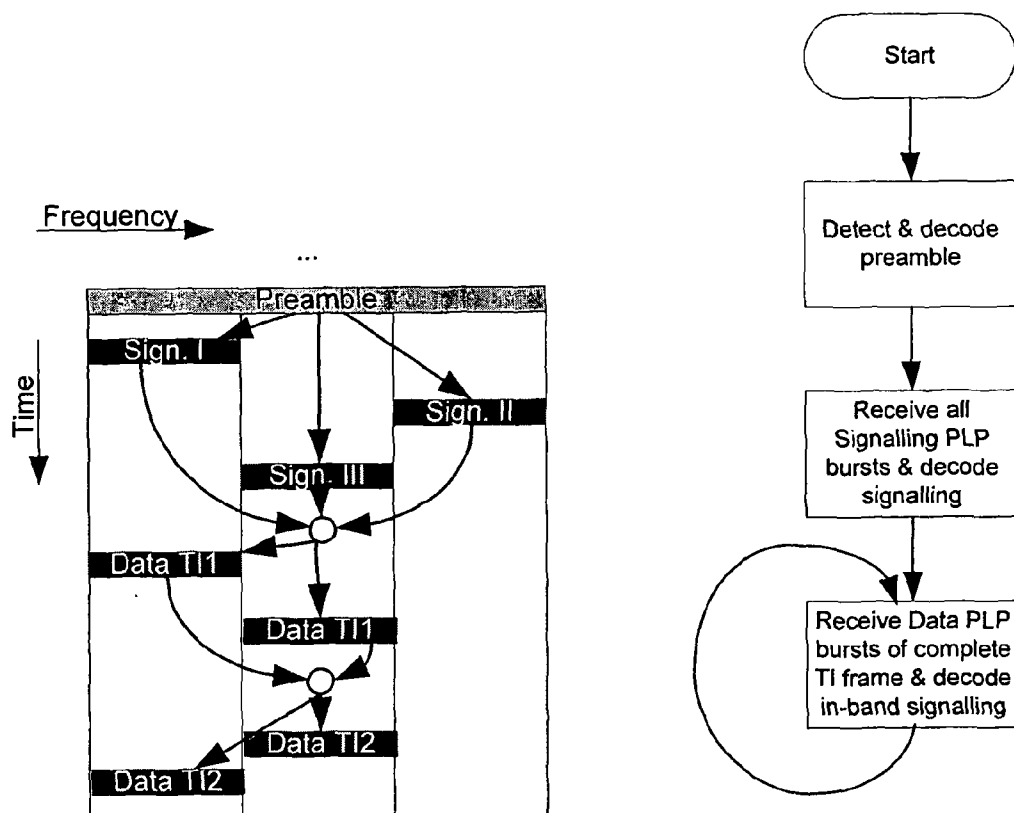 Frequency
...
Preamble
Time
Sign. I
Sign. II
Sign. III
Data TI1
Data TI1
Data TI2
Data TI2
Start
Detect & decode
preamble
Receive all
Signalling PLP
bursts & decode
signalling
Receive Data PLP
bursts of complete
TI frame & decode
in-band signalling